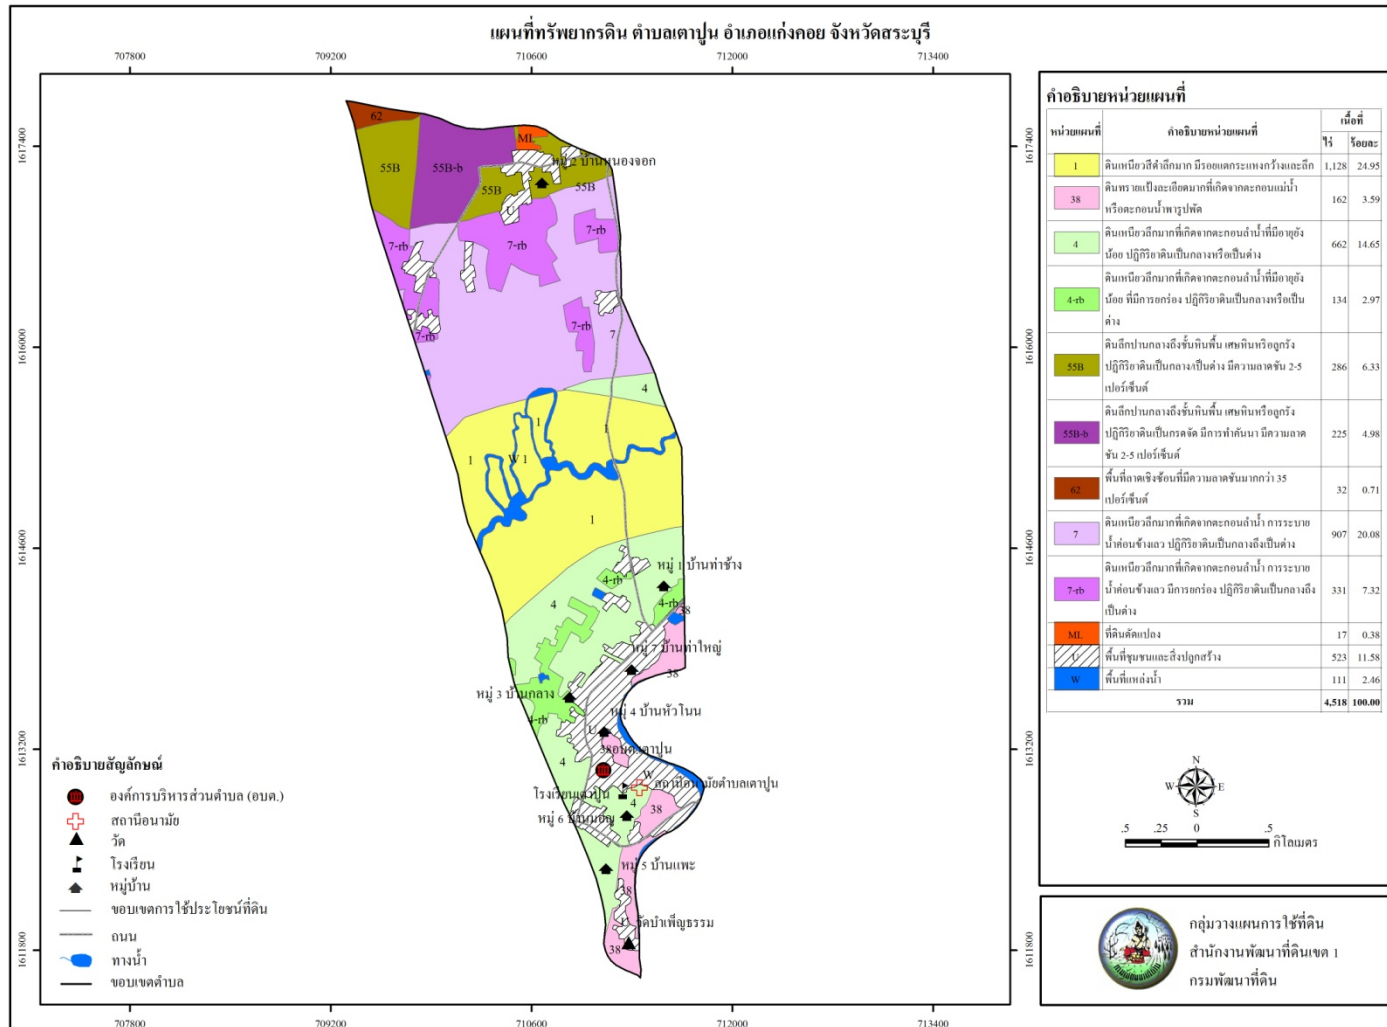 แผนที่ทรัพยากรดิน ตำบลเตาปูน อำเภอแก่งคอย จังหวัดสระบุรี
707800 709200 710600 712000 713400
1617400 1617400
1616000 1616000
1614600 1614600
1613200 1613200
1611800 1611800
707800 709200 710600 712000 713400
62
ML
55B 55B-b หมู่ 2 บ้านหนองจอก
55B 55B
U
7-rb 7-rb 7-rb
7-rb 7-rb 7
4
1 1
1 W 1
1
หมู่ 1 บ้านท่าช้าง
4-rb
4 4-rb 38
หมู่ 7 บ้านท่าใหญ่
38
หมู่ 3 บ้านกลาง
4-rb หมู่ 4 บ้านหัวโนน
U
38 อบต.เตาปูน
4 W สถานีอนามัยตำบลเตาปูน
โรงเรียนเตาปูน 4 38
หมู่ 6 บ้านมอญ
หมู่ 5 บ้านแพะ
38
U วัดบำเพ็ญธรรม
38
คำอธิบายสัญลักษณ์
องค์การบริหารส่วนตำบล (อบต.)
สถานีอนามัย
วัด
โรงเรียน
หมู่บ้าน
ขอบเขตการใช้ประโยชน์ที่ดิน
ถนน
ทางน้ำ
ขอบเขตตำบล
คำอธิบายหน่วยแผนที่
หน่วยแผนที่ คำอธิบายหน่วยแผนที่ เนื้อที่
ไร่ ร้อยละ
1 ดินเหนียวสีดำลึกมาก มีรอยแตกระแหงกว้างและลึก 1,128 24.95
ดินทรายแป้งละเอียดมากที่เกิดจากตะกอนแม่น้ำ
38 หรือตะกอนน้ำพารูปพัด 162 3.59
ดินเหนียวลึกมากที่เกิดจากตะกอนลำน้ำที่มีอายุยัง
4 น้อย ปฏิกิริยาดินเป็นกลางหรือเป็นด่าง 662 14.65
ดินเหนียวลึกมากที่เกิดจากตะกอนลำน้ำที่มีอายุยัง
4-rb น้อย ที่มีการยกร่อง ปฏิกิริยาดินเป็นกลางหรือเป็น 134 2.97
ด่าง
ดินลึกปานกลางถึงชั้นหินพื้น เศษหินหรือลูกรัง
55B ปฏิกิริยาดินเป็นกลาง/เป็นด่าง มีความลาดชัน 2-5 286 6.33
เปอร์เซ็นต์
ดินลึกปานกลางถึงชั้นหินพื้น เศษหินหรือลูกรัง
55B-b ปฏิกิริยาดินเป็นกรดจัด มีการทำคันนา มีความลาด 225 4.98
ชัน 2-5 เปอร์เซ็นต์
พื้นที่ลาดเชิงซ้อนที่มีความลาดชันมากกว่า 35
62 เปอร์เซ็นต์ 32 0.71
ดินเหนียวลึกมากที่เกิดจากตะกอนลำน้ำ การระบาย
7 น้ำค่อนข้างเลว ปฏิกิริยาดินเป็นกลางถึงเป็นด่าง 907 20.08
ดินเหนียวลึกมากที่เกิดจากตะกอนลำน้ำ การระบาย
7-rb น้ำค่อนข้างเลว มีการยกร่อง ปฏิกิริยาดินเป็นกลางถึง 331 7.32
เป็นด่าง
ML ที่ดินดัดแปลง 17 0.38
U พื้นที่ชุมชนและสิ่งปลูกสร้าง 523 11.58
W พื้นที่แหล่งน้ำ 111 2.46
รวม 4,518 100.00
N
W E
S
.5 .25 0 .5
กิโลเมตร
กลุ่มวางแผนการใช้ที่ดิน
สำนักงานพัฒนาที่ดินเขต 1
กรมพัฒนาที่ดิน